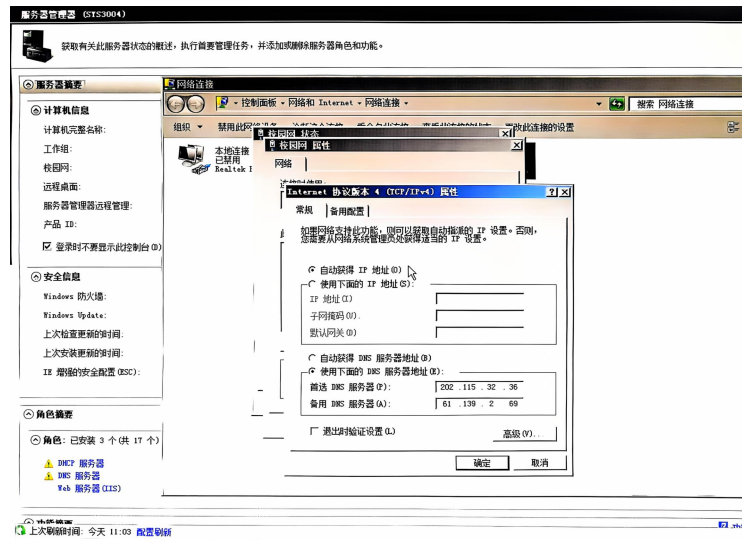 服务器管理器 (STS3004)
获取有关此服务器状态的概述，执行首要管理任务，并添加或删除服务器角色和功能。
服务器摘要
计算机信息
计算机完整名称:
工作组:
校园网:
远程桌面:
服务器管理器远程管理:
产品 ID:
登录时不要显示此控制台(D)
安全信息
Windows 防火墙:
Windows Update:
上次检查更新的时间:
上次安装更新的时间:
IE 增强的安全配置(ESC):
角色摘要
角色: 已安装 3 个(共 17 个)
DHCP 服务器
DNS 服务器
Web 服务器(IIS)
上次刷新时间: 今天 11:03 配置刷新
网络连接
控制面板 网络和 Internet 网络连接
搜索 网络连接
组织
更改此连接的设置
本地连接
已禁用
Realtek
校园网 状态
校园网 属性
网络
Internet 协议版本 4 (TCP/IPv4) 属性
常规
备用配置
如果网络支持此功能，则可以获取自动指派的 IP 设置。否则，
您需要从网络系统管理员处获得适当的 IP 设置。
自动获得 IP 地址(O)
使用下面的 IP 地址(S):
IP 地址(I)
子网掩码(U).
默认网关(D)
自动获得 DNS 服务器地址(B)
使用下面的 DNS 服务器地址(E):
首选 DNS 服务器(P):
202 .115 . 32 . 36
备用 DNS 服务器(A):
61 .139 . 2 69
退出时验证设置(L)
高级(V)...
确定
取消